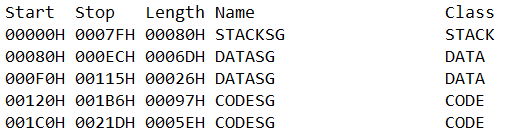 Start Stop Length Name Class
00000H 0007FH 00080H STACKSG STACK
00080H 000ECH 0006DH DATASG DATA
000F0H 00115H 00026H DATASG DATA
00120H 001B6H 00097H CODESG CODE
001C0H 0021DH 0005EH CODESG CODE